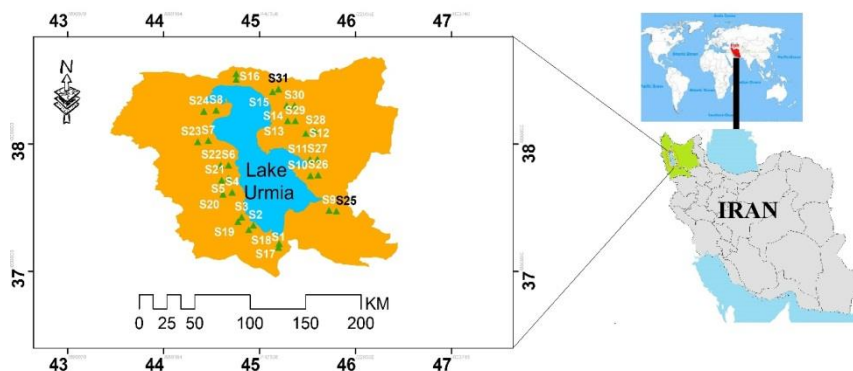 43 44 45 46 47
N
S16 S31
S24 S8 S15 S30
S14 S29
S23 S7 S13 S28
S12
S22 S6 S11 S27
S21 S10 S26
S5 S4
S20 S3 S9 S25
S2
S19 S18 S1
S17
Lake
Urmia
38
37
38
37
KM
0 25 50 100 150 200
43 44 45 46 47
IRAN